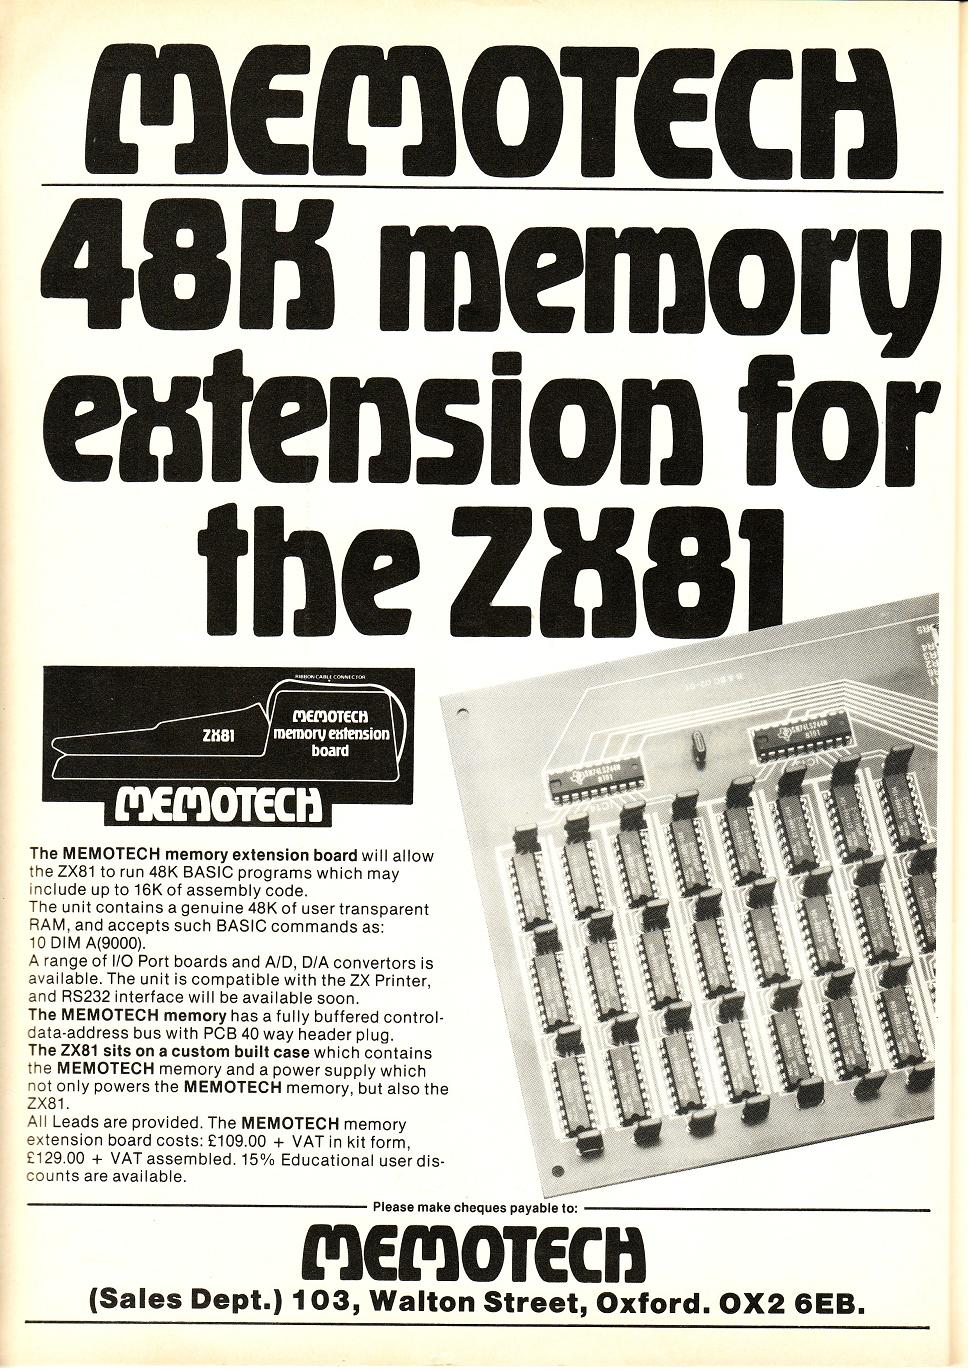 MEMOTECH
48K memory
extension for
the ZX81
RIBBON CABLE CONNECTOR
ZX81
MEMOTECH
memory extension
board
MEMOTECH
The MEMOTECH memory extension board will allow
the ZX81 to run 48K BASIC programs which may
include up to 16K of assembly code.
The unit contains a genuine 48K of user transparent
RAM, and accepts such BASIC commands as:
10 DIM A(9000).
A range of I/O Port boards and A/D, D/A convertors is
available. The unit is compatible with the ZX Printer,
and RS232 interface will be available soon.
The MEMOTECH memory has a fully buffered control-
data-address bus with PCB 40 way header plug.
The ZX81 sits on a custom built case which contains
the MEMOTECH memory and a power supply which
not only powers the MEMOTECH memory, but also the
ZX81.
All Leads are provided. The MEMOTECH memory
extension board costs: £109.00 + VAT in kit form,
£129.00 + VAT assembled. 15% Educational user dis-
counts are available.
SN74LS244N
SN74LS244N
Please make cheques payable to:
MEMOTECH
(Sales Dept.) 103, Walton Street, Oxford. OX2 6EB.